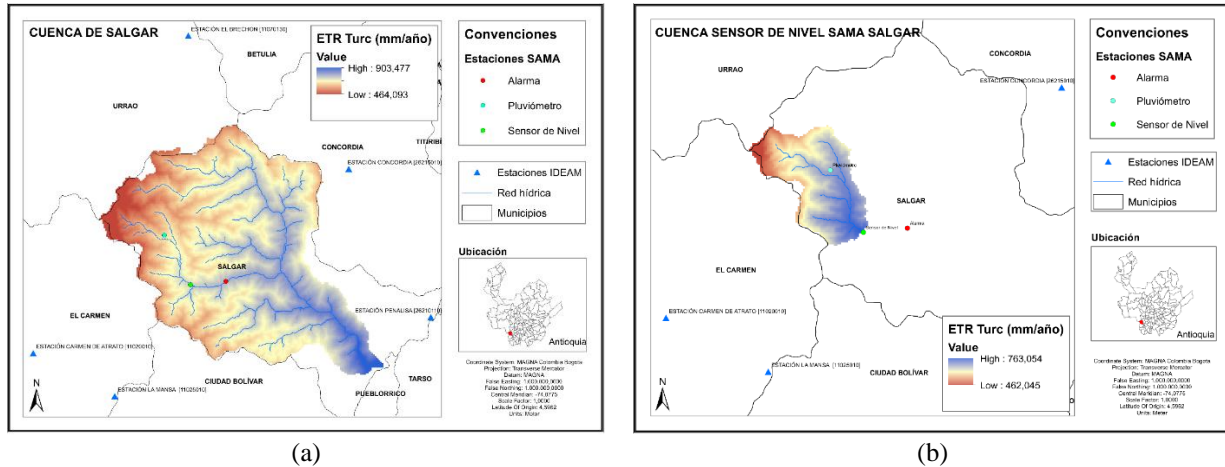 CUENCA DE SALGAR
ESTACIÓN EL BRECHON [11070130]
BETULIA
URRAO
CONCORDIA
TITIRIBÍ
ESTACIÓN CONCORDIA [26215010]
SALGAR
EL CARMEN
ESTACIÓN CARMEN DE ATRATO [11020010]
ESTACIÓN PENALISA [26210110]
CIUDAD BOLÍVAR
ESTACIÓN LA MANSA [11025010]
TARSO
PUEBLORRICO
N
ETR Turc (mm/año)
Value
High : 903,477
Low : 464,093
Convenciones
Estaciones SAMA
Alarma
Pluviómetro
Sensor de Nivel
Estaciones IDEAM
Red hídrica
Municipios
Ubicación
Antioquia
Coordinate System: MAGNA Colombia Bogota
Projection: Transverse Mercator
Datum: MAGNA
False Easting: 1.000.000,0000
False Northing: 1.000.000,0000
Central Meridian: -74,0775
Scale Factor: 1,0000
Latitude Of Origin: 4,5962
Units: Meter
(a)
CUENCA SENSOR DE NIVEL SAMA SALGAR
CONCORDIA
URRAO
ESTACIÓN CONCORDIA [26215010]
Pluviómetro
SALGAR
Alarma
Sensor de Nivel
EL CARMEN
ESTACIÓN CARMEN DE ATRATO [11020010]
ESTACIÓN LA MANSA [11025010]
CIUDAD BOLÍVAR
N
ETR Turc (mm/año)
Value
High : 763,054
Low : 462,045
Convenciones
Estaciones SAMA
Alarma
Pluviómetro
Sensor de Nivel
Estaciones IDEAM
Red hídrica
Municipios
Ubicación
Antioquia
Coordinate System: MAGNA Colombia Bogota
Projection: Transverse Mercator
Datum: MAGNA
False Easting: 1.000.000,0000
False Northing: 1.000.000,0000
Central Meridian: -74,0775
Scale Factor: 1,0000
Latitude Of Origin: 4,5962
Units: Meter
(b)